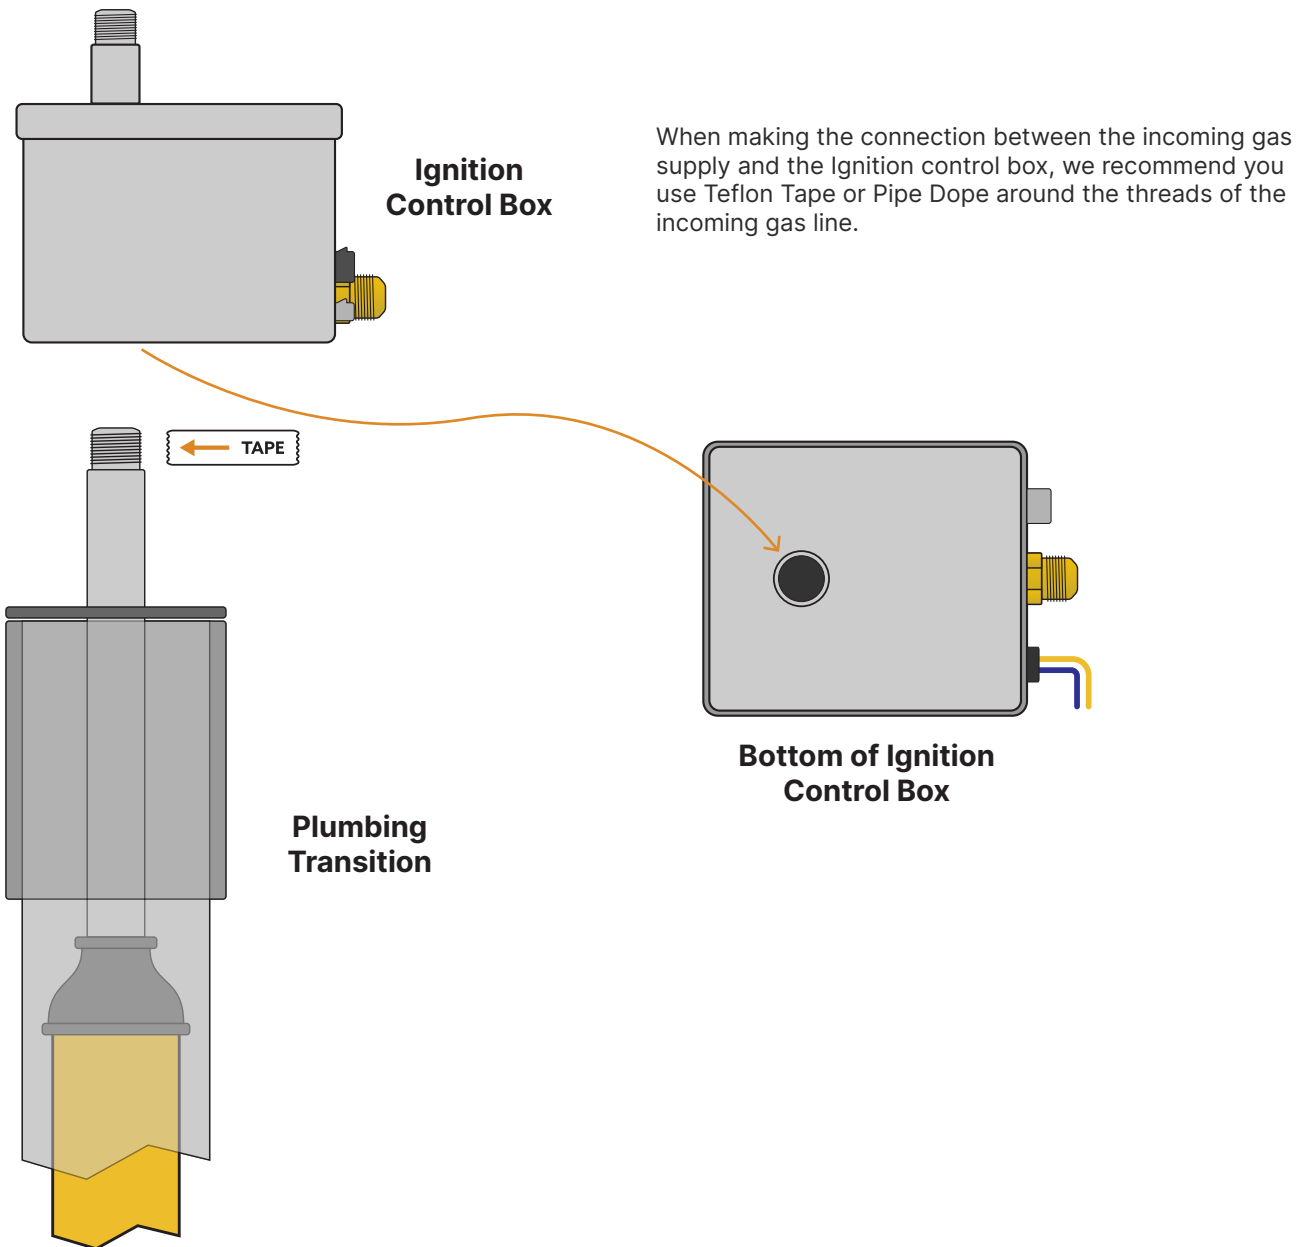 Ignition
Control Box
When making the connection between the incoming gas
supply and the Ignition control box, we recommend you
use Teflon Tape or Pipe Dope around the threads of the
incoming gas line.
TAPE
Bottom of Ignition
Control Box
Plumbing
Transition